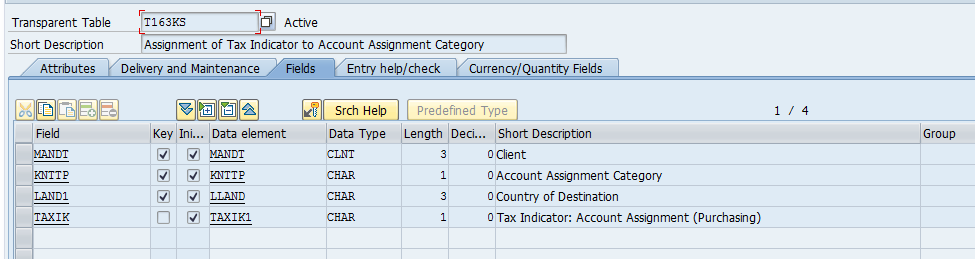 Transparent Table T163KS Active
Short Description Assignment of Tax Indicator to Account Assignment Category
Attributes Delivery and Maintenance Fields Entry help/check Currency/Quantity Fields
Srch Help Predefined Type 1 / 4
Field Key Ini... Data element Data Type Length Deci... Short Description Group
MANDT MANDT CLNT 3 0 Client
KNTTP KNTTP CHAR 1 0 Account Assignment Category
LAND1 LLAND CHAR 3 0 Country of Destination
TAXIK TAXIK1 CHAR 1 0 Tax Indicator: Account Assignment (Purchasing)